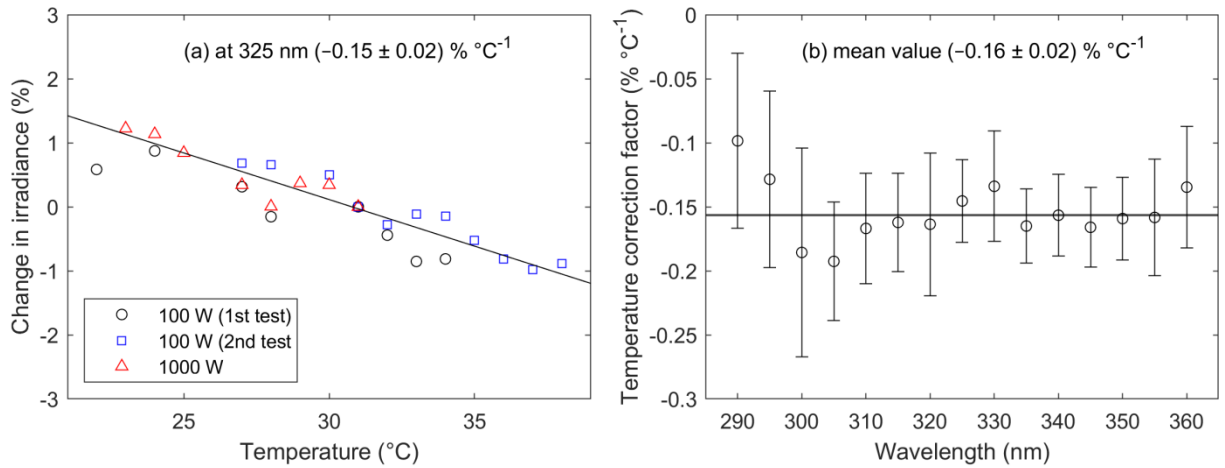 (a) at 325 nm (−0.15 ± 0.02) % °C⁻¹
Change in irradiance (%)
3
2
1
0
-1
-2
-3
100 W (1st test)
100 W (2nd test
1000 W
25
30
35
Temperature (°C)
(b) mean value (−0.16 ± 0.02) % °C⁻¹
Temperature correction factor (% °C⁻¹)
0
-0.05
-0.1
-0.15
-0.2
-0.25
-0.3
290
300
310
320
330
340
350
360
Wavelength (nm)